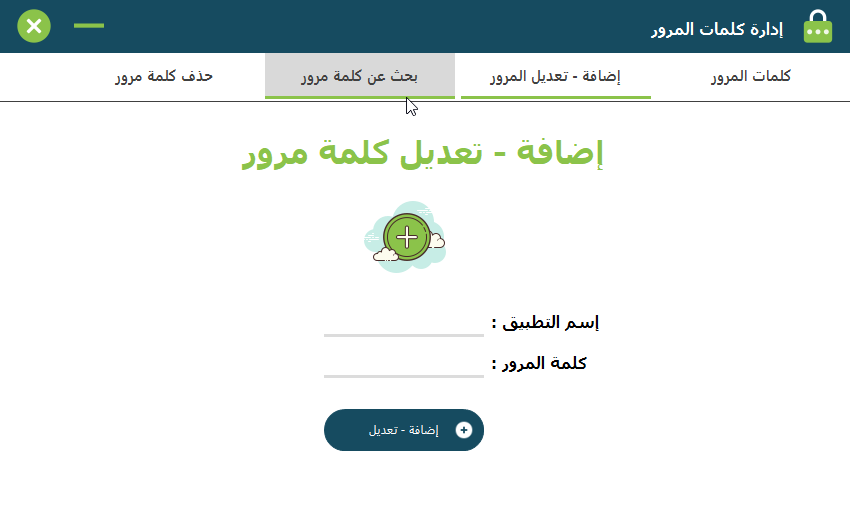 إدارة كلمات المرور
كلمات المرور
إضافة - تعديل المرور
بحث عن كلمة مرور
حذف كلمة مرور
إضافة - تعديل كلمة مرور
إسم التطبيق :
كلمة المرور :
إضافة - تعديل